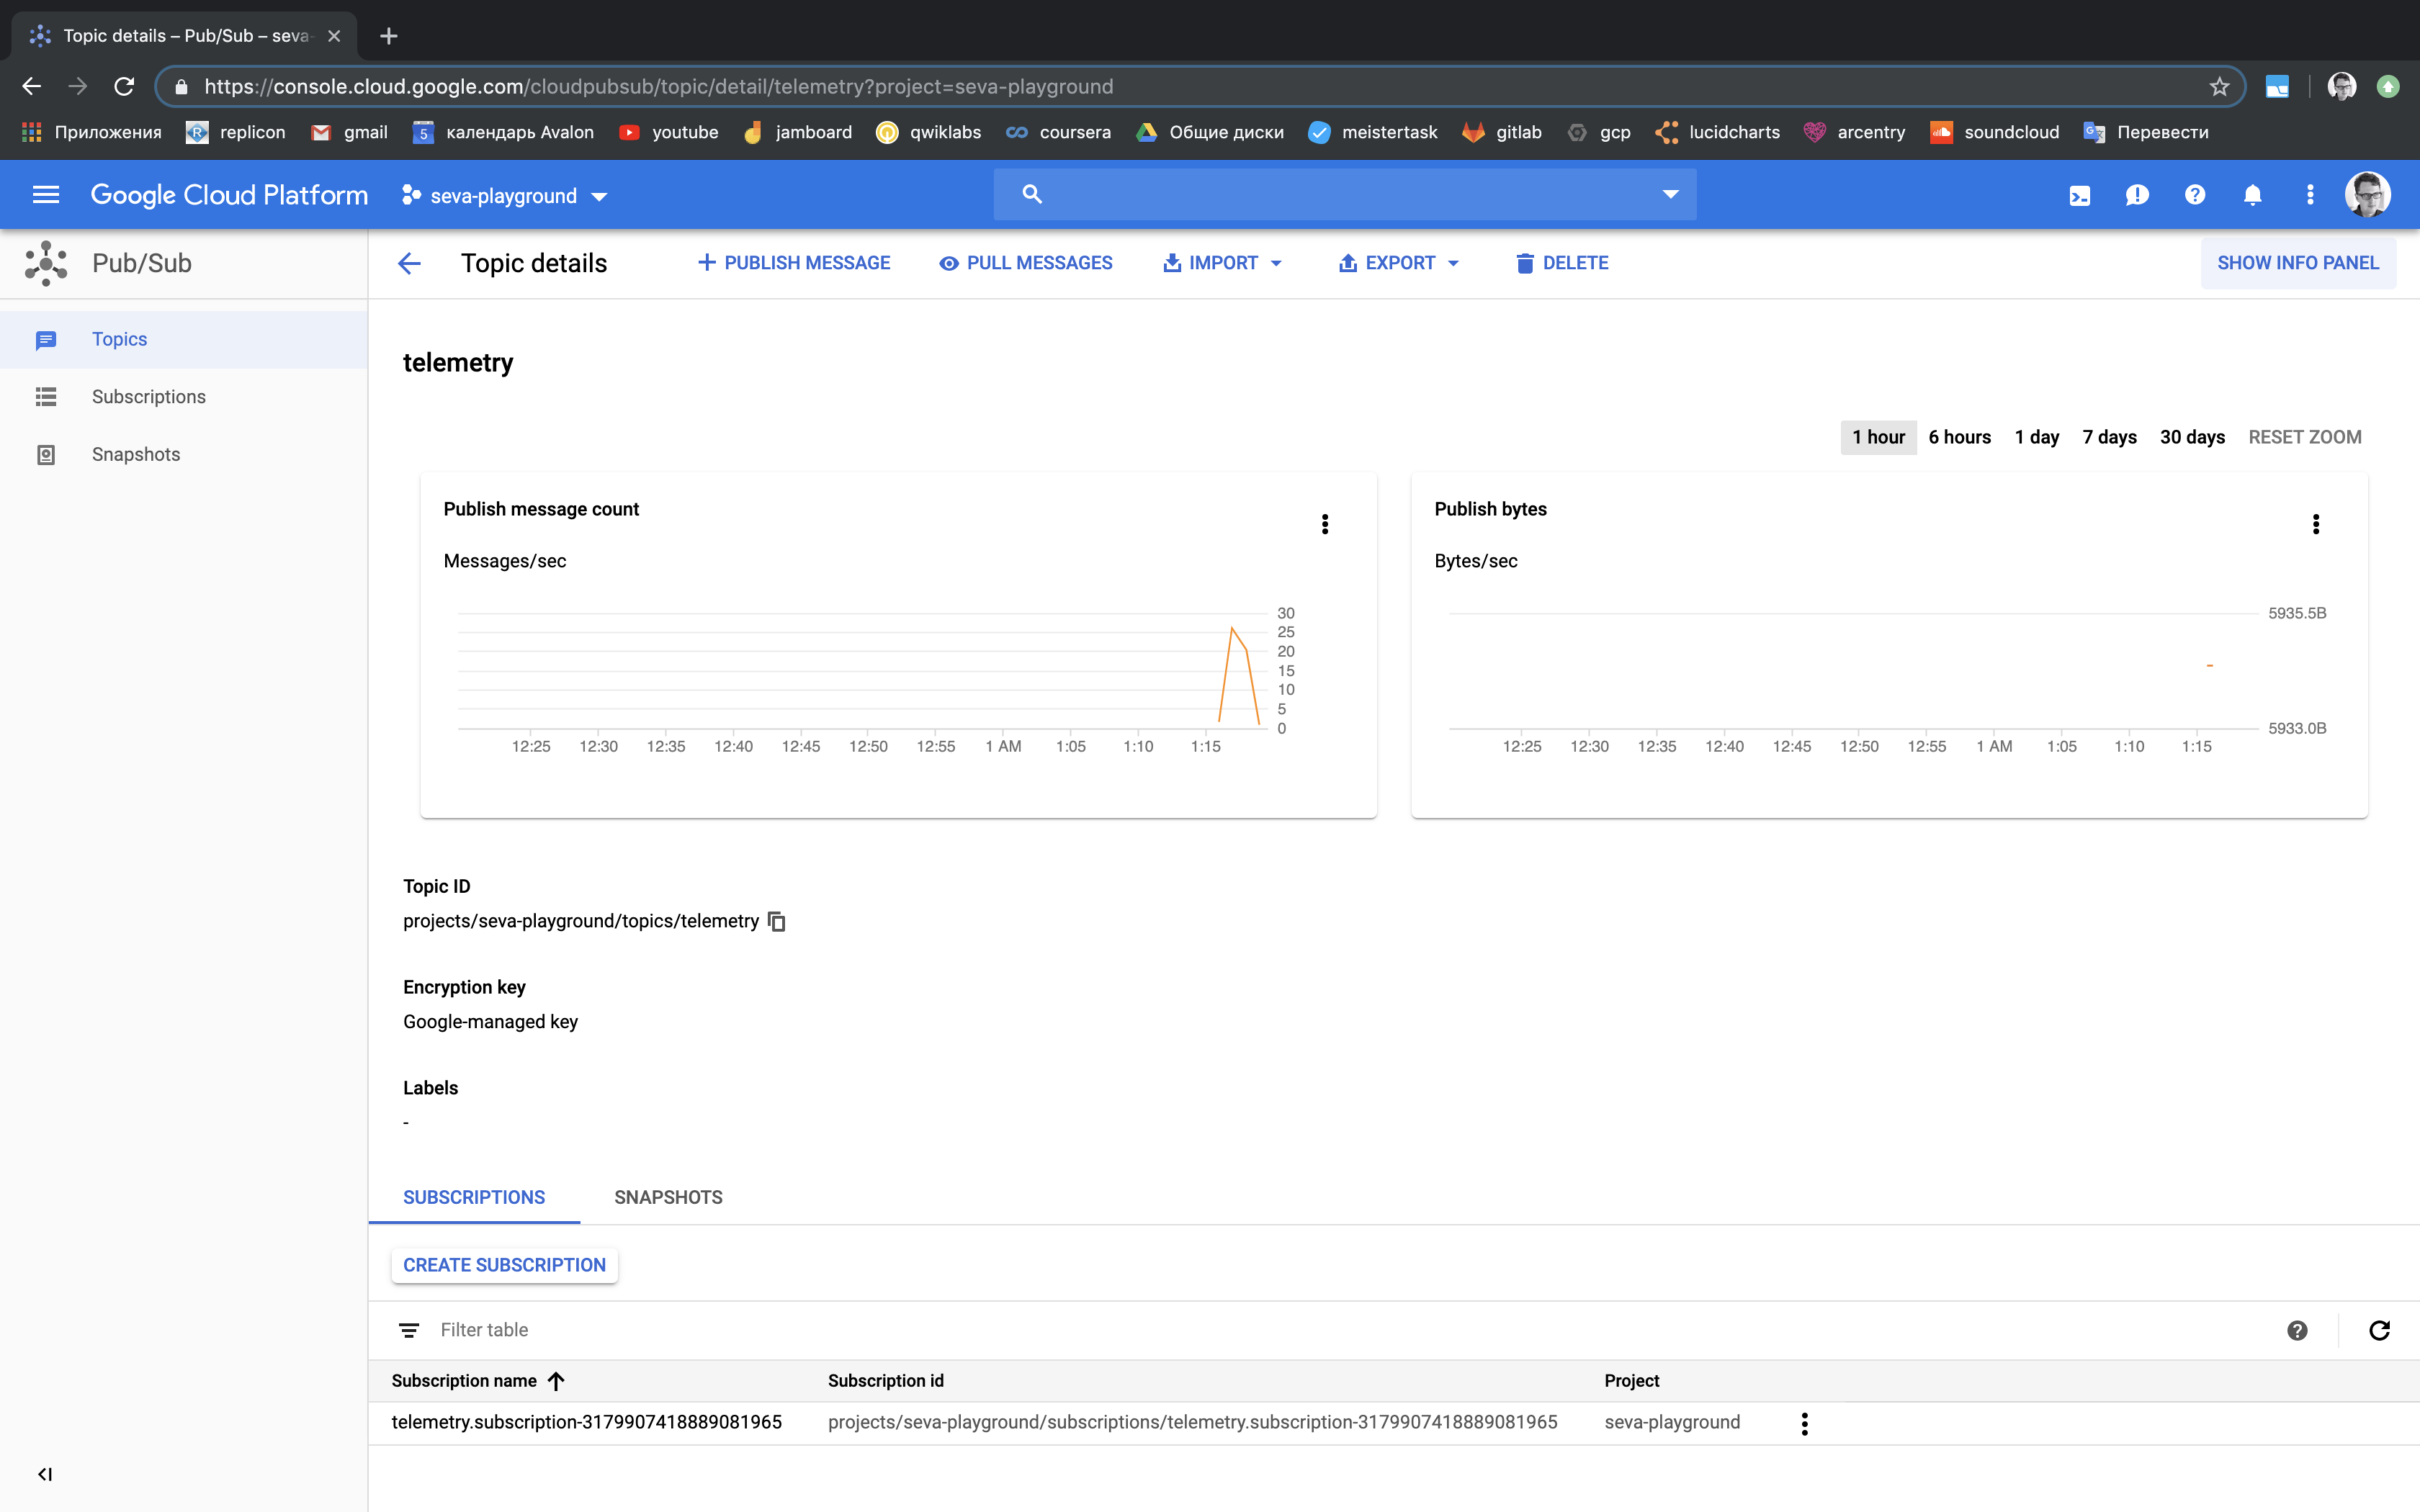 Topic details – Pub/Sub – seva-
https://console.cloud.google.com/cloudpubsub/topic/detail/telemetry?project=seva-playground
Приложения replicon gmail 5 календарь Avalon youtube jamboard qwiklabs coursera Общие диски meistertask gitlab gcp lucidcharts arcentry soundcloud Перевести
Google Cloud Platform seva-playground
Pub/Sub Topic details PUBLISH MESSAGE PULL MESSAGES IMPORT EXPORT DELETE SHOW INFO PANEL
Topics
Subscriptions
Snapshots
telemetry
1 hour 6 hours 1 day 7 days 30 days RESET ZOOM
Publish message count
Messages/sec
30
25
20
15
10
5
0
12:25 12:30 12:35 12:40 12:45 12:50 12:55 1 AM 1:05 1:10 1:15
Publish bytes
Bytes/sec
5935.5B
5933.0B
12:25 12:30 12:35 12:40 12:45 12:50 12:55 1 AM 1:05 1:10 1:15
Topic ID
projects/seva-playground/topics/telemetry
Encryption key
Google-managed key
Labels
-
SUBSCRIPTIONS SNAPSHOTS
CREATE SUBSCRIPTION
Filter table
Subscription name Subscription id Project
telemetry.subscription-3179907418889081965 projects/seva-playground/subscriptions/telemetry.subscription-3179907418889081965 seva-playground